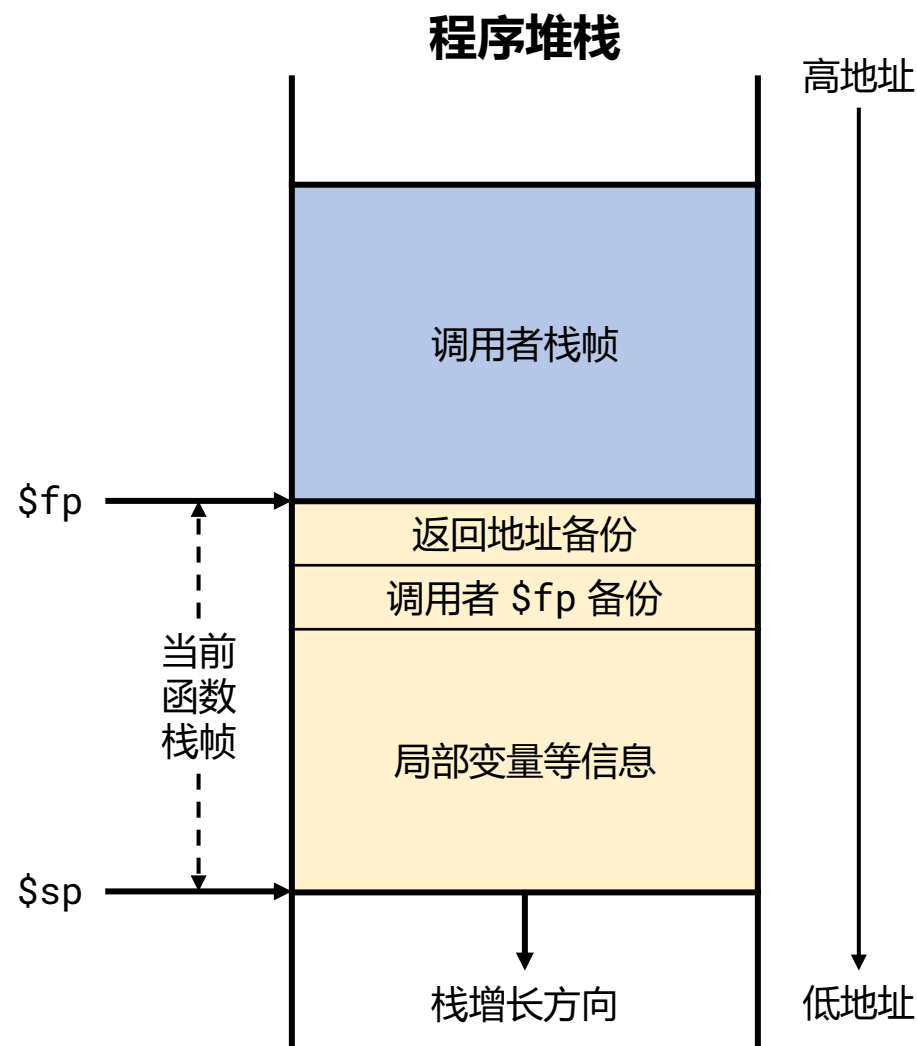 程序堆栈
高地址
调用者栈帧
$fp
返回地址备份
调用者 $fp 备份
当前
函数
栈帧
局部变量等信息
$sp
栈增长方向
低地址